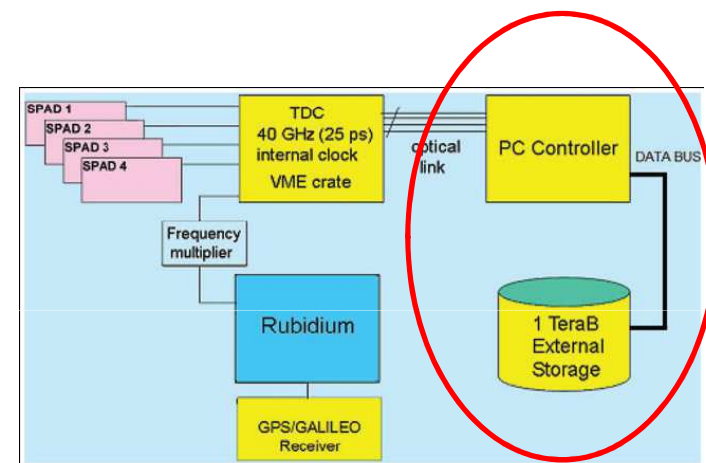 SPAD 1
SPAD 2
SPAD 3
SPAD 4
TDC
40 GHz (25 ps)
internal clock
VME crate
optical
link
PC Controller
DATA BUS
Frequency
multiplier
Rubidium
1 TeraB
External
Storage
GPS/GALILEO
Receiver